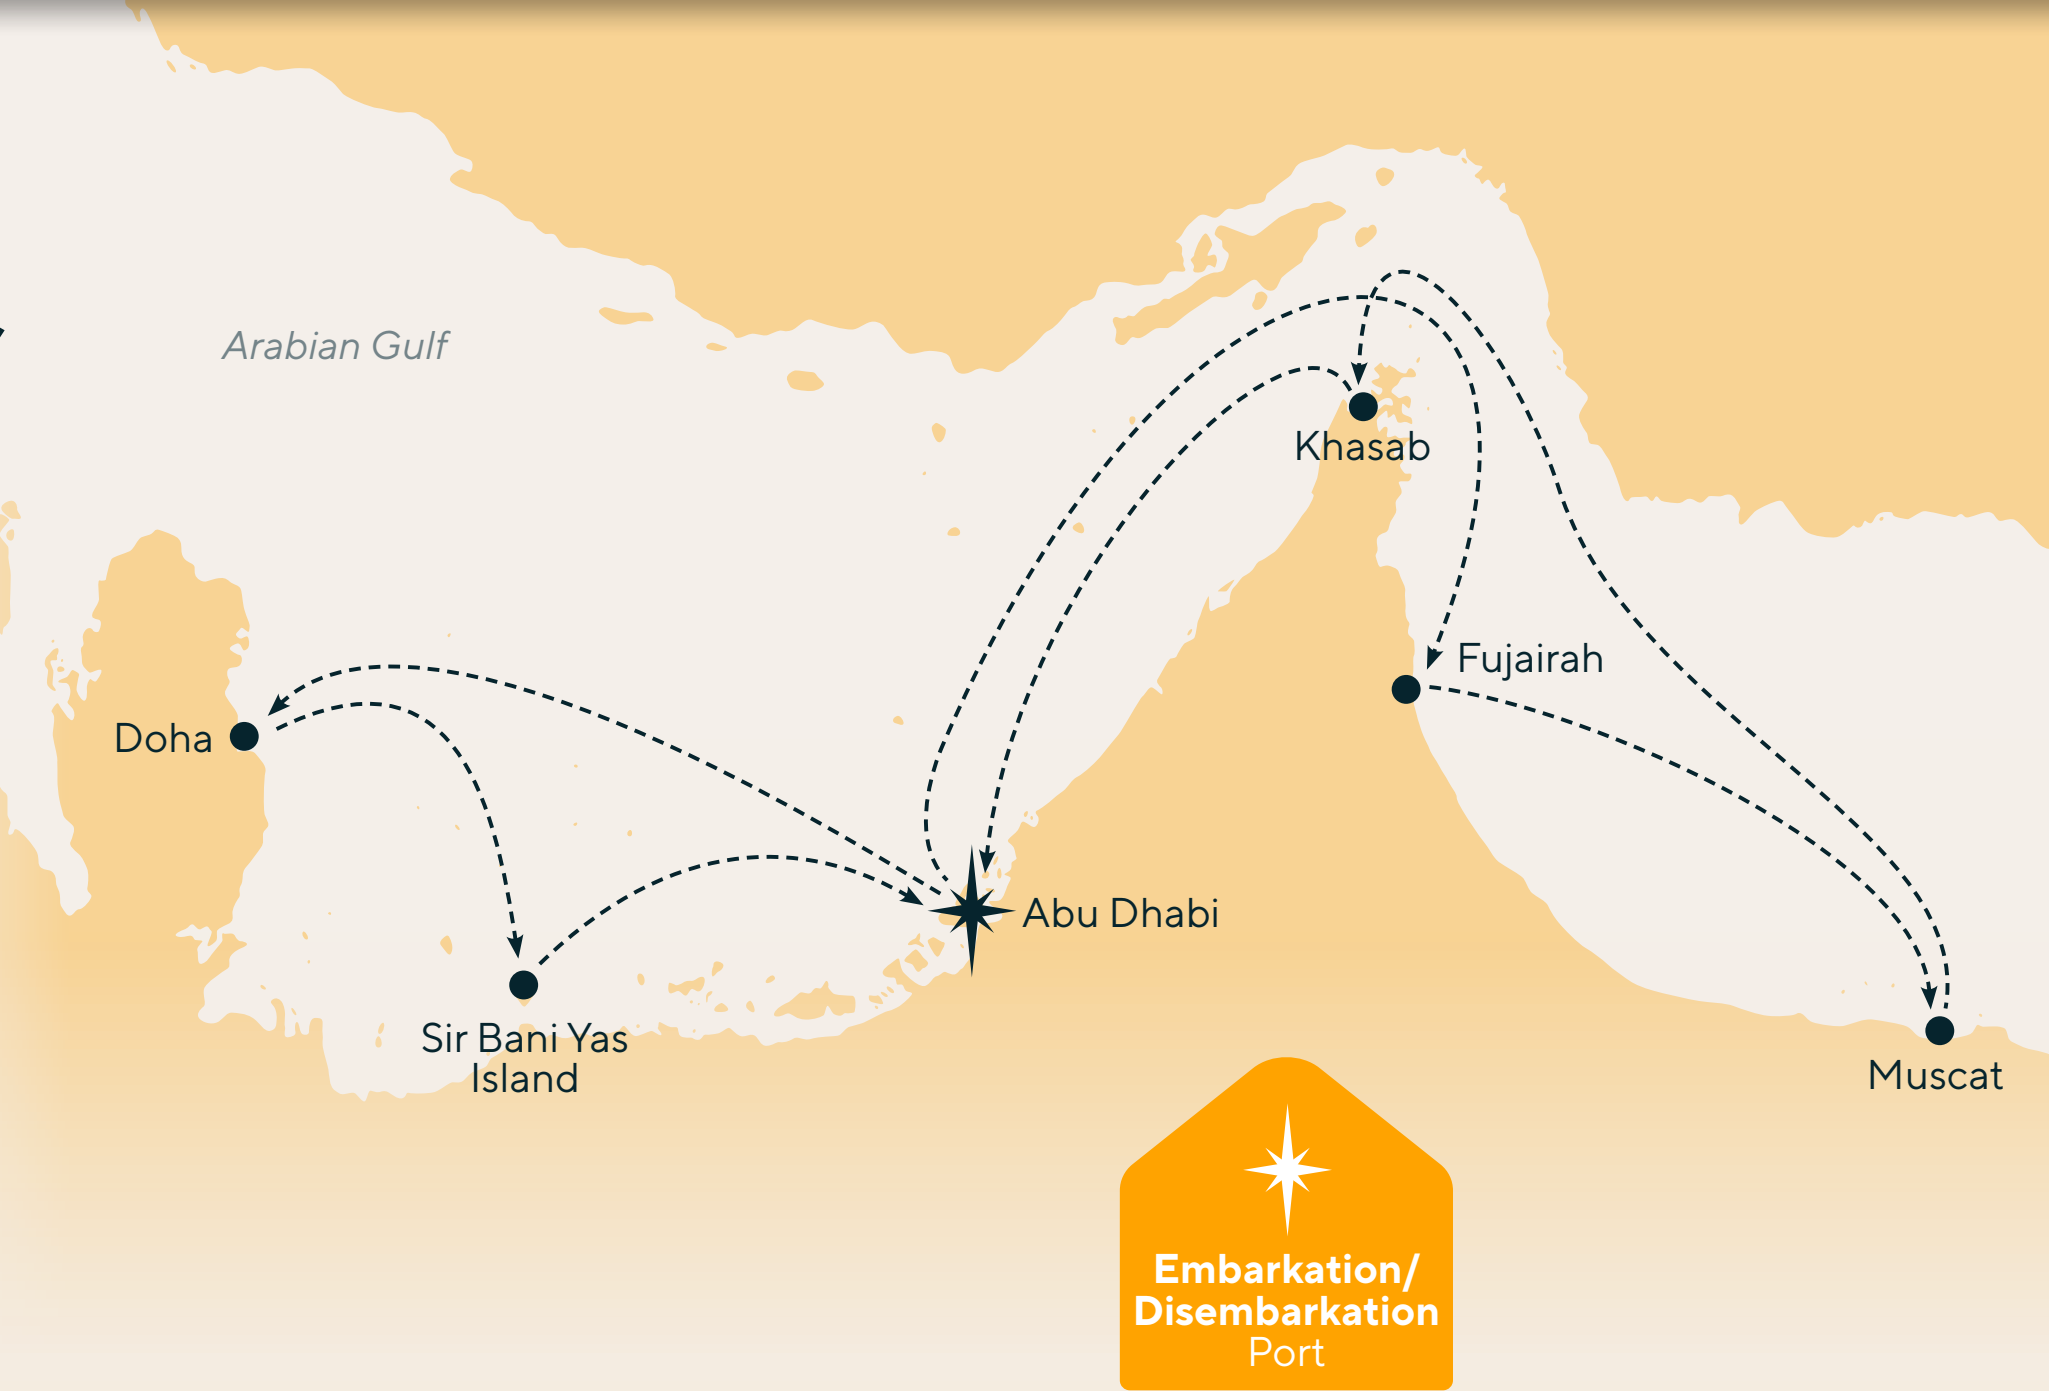 Arabian Gulf
Khasab
Fujairah
Doha
Abu Dhabi
Sir Bani Yas
Island
Muscat
Embarkation/
Disembarkation
Port